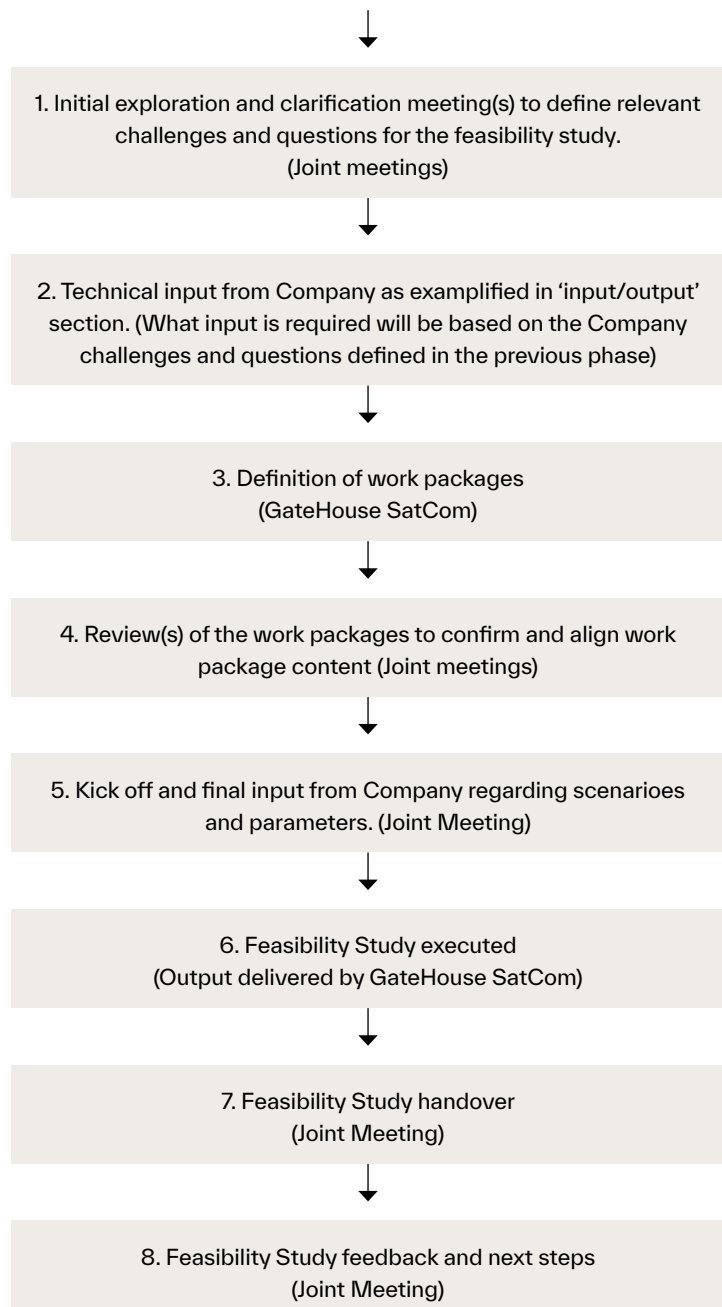 1. Initial exploration and clarification meeting(s) to define relevant
challenges and questions for the feasibility study.
(Joint meetings)
2. Technical input from Company as examplified in ‘input/output’
section. (What input is required will be based on the Company
challenges and questions defined in the previous phase)
3. Definition of work packages
(GateHouse SatCom)
4. Review(s) of the work packages to confirm and align work
package content (Joint meetings)
5. Kick off and final input from Company regarding scenarioes
and parameters. (Joint Meeting)
6. Feasibility Study executed
(Output delivered by GateHouse SatCom)
7. Feasibility Study handover
(Joint Meeting)
8. Feasibility Study feedback and next steps
(Joint Meeting)